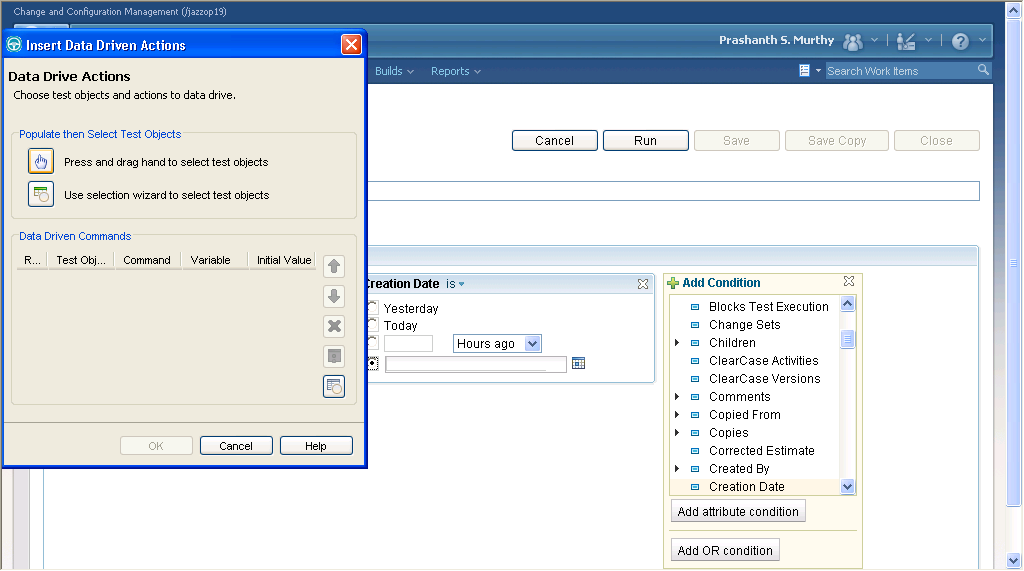 Change and Configuration Management (/jazzop19)
Insert Data Driven Actions
Prashanth S. Murthy
Builds
Reports
Search Work Items
Data Drive Actions
Choose test objects and actions to data drive.
Populate then Select Test Objects
Press and drag hand to select test objects
Use selection wizard to select test objects
Cancel
Run
Save
Save Copy
Close
Data Driven Commands
R...
Test Obj...
Command
Variable
Initial Value
OK
Cancel
Help
Creation Date is
Yesterday
Today
Hours ago
Add Condition
Blocks Test Execution
Change Sets
Children
ClearCase Activities
ClearCase Versions
Comments
Copied From
Copies
Corrected Estimate
Created By
Creation Date
Add attribute condition
Add OR condition